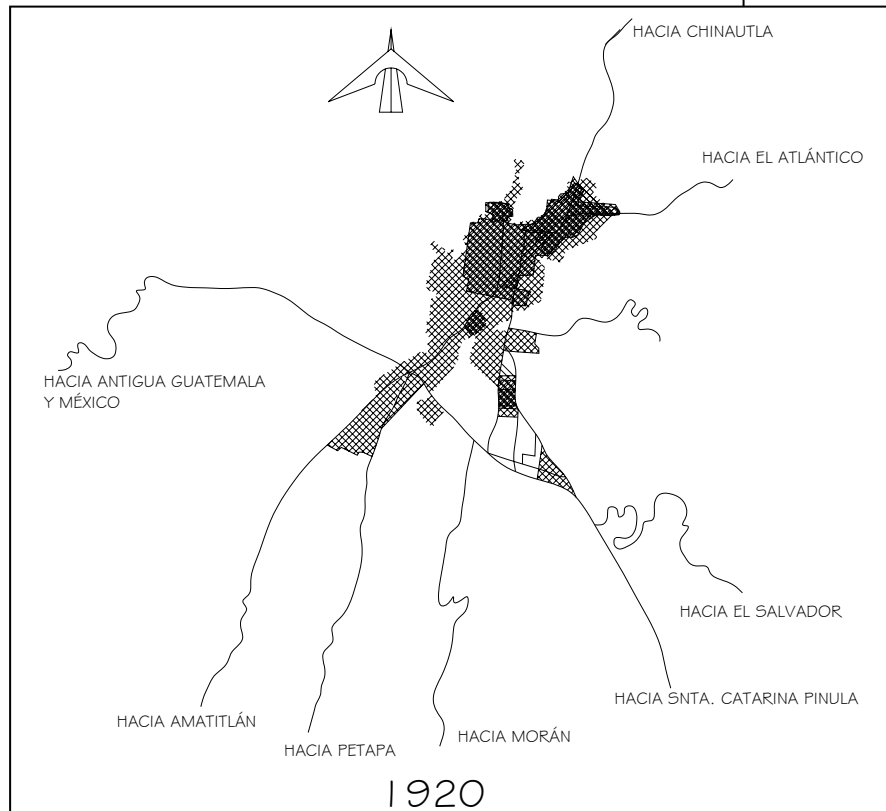 HACIA CHINAUTLA
HACIA EL ATLÁNTICO
HACIA ANTIGUA GUATEMALA
Y MÉXICO
HACIA EL SALVADOR
HACIA SNTA. CATARINA PINULA
HACIA AMATITLÁN
HACIA MORÁN
HACIA PETAPA
1920